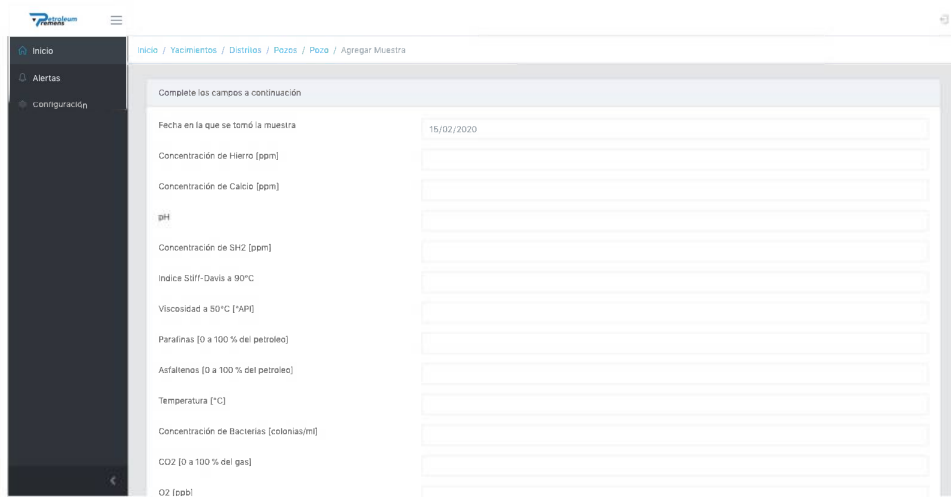 Petroleum
Premens
Inicio
Alertas
Configuración
Inicio / Yacimientos / Distritos / Pozos / Pozo / Agregar Muestra
Complete los campos a continuación
Fecha en la que se tomó la muestra
15/02/2020
Concentración de Hierro [ppm]
Concentración de Calcio [ppm]
pH
Concentración de SH2 [ppm]
Indice Stiff-Davis a 90°C
Viscosidad a 50°C [°API]
Parafinas [0 a 100 % del petroleo]
Asfaltenos [0 a 100 % del petroleo]
Temperatura [°C]
Concentración de Bacterias [colonias/ml]
CO2 [0 a 100 % del gas]
O2 [ppb]